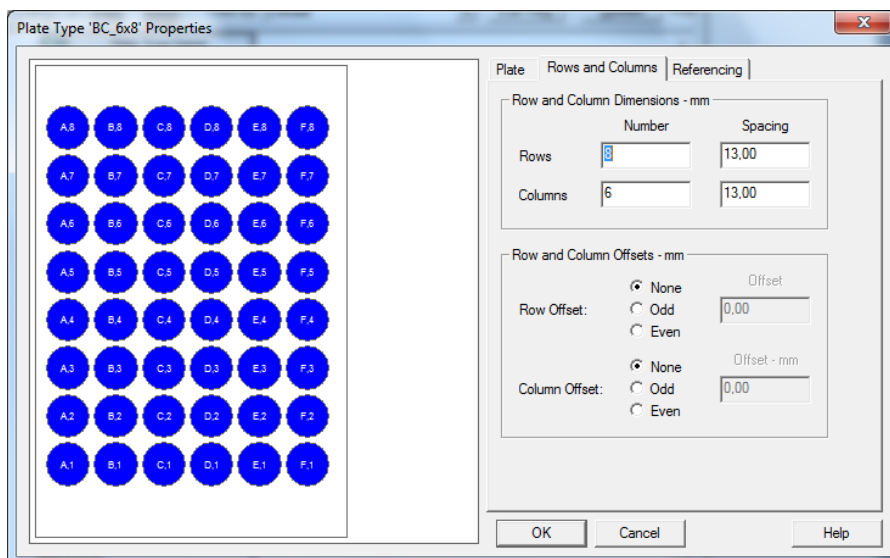 Plate Type 'BC_6x8' Properties
Plate
Rows and Columns
Referencing
Row and Column Dimensions - mm
Number
Spacing
Rows
8
13,00
Columns
6
13,00
Row and Column Offsets - mm
Row Offset:
None
Odd
Even
Offset
0,00
Column Offset:
None
Odd
Even
Offset - mm
0,00
A,8 B,8 C,8 D,8 E,8 F,8
A,7 B,7 C,7 D,7 E,7 F,7
A,6 B,6 C,6 D,6 E,6 F,6
A,5 B,5 C,5 D,5 E,5 F,5
A,4 B,4 C,4 D,4 E,4 F,4
A,3 B,3 C,3 D,3 E,3 F,3
A,2 B,2 C,2 D,2 E,2 F,2
A,1 B,1 C,1 D,1 E,1 F,1
OK
Cancel
Help